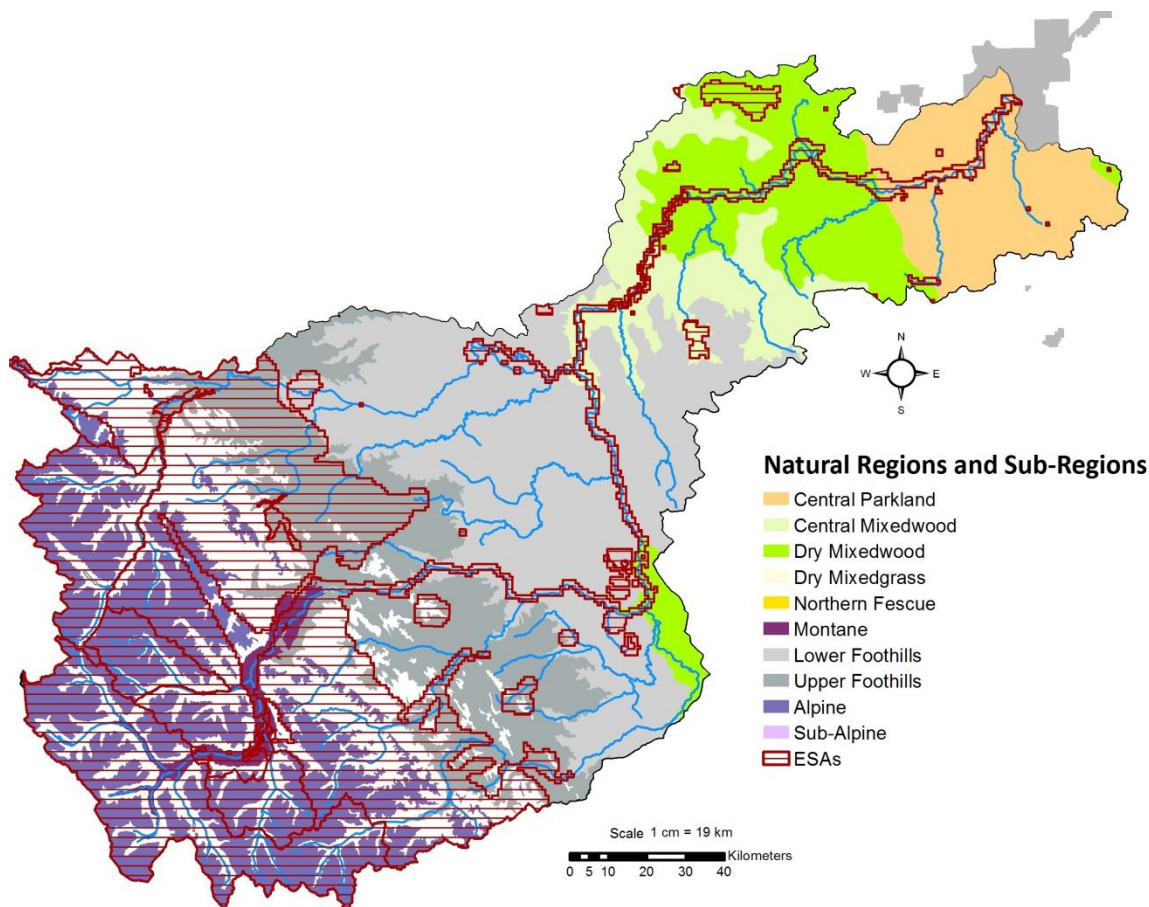 N
W E
S
Natural Regions and Sub-Regions
Central Parkland
Central Mixedwood
Dry Mixedwood
Dry Mixedgrass
Northern Fescue
Montane
Lower Foothills
Upper Foothills
Alpine
Sub-Alpine
ESAs
Scale 1 cm = 19 km
Kilometers
0 5 10 20 30 40